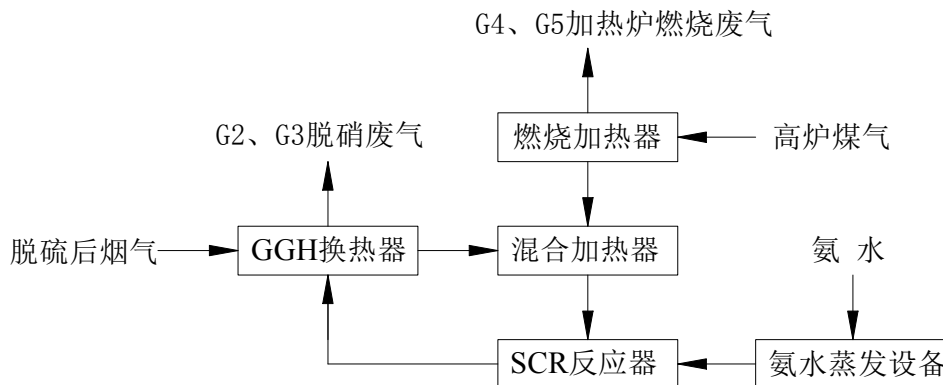 G4、G5加热炉燃烧废气
G2、G3脱硝废气
燃烧加热器
高炉煤气
脱硫后烟气
GGH换热器
混合加热器
氨 水
SCR反应器
氨水蒸发设备